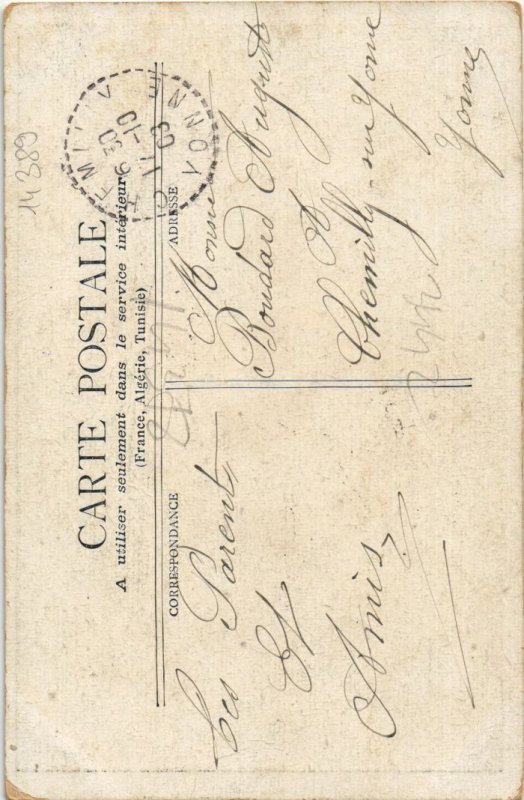 CARTE POSTALE
A utiliser seulement dans le service intérieur
(France, Algérie, Tunisie)
CORRESPONDANCE
Les Parents
Et
Amis
ADRESSE
Monsieur
Boudard Auguste
A
Chemilly-sur-Yonne
Yonne
YONNE
14389